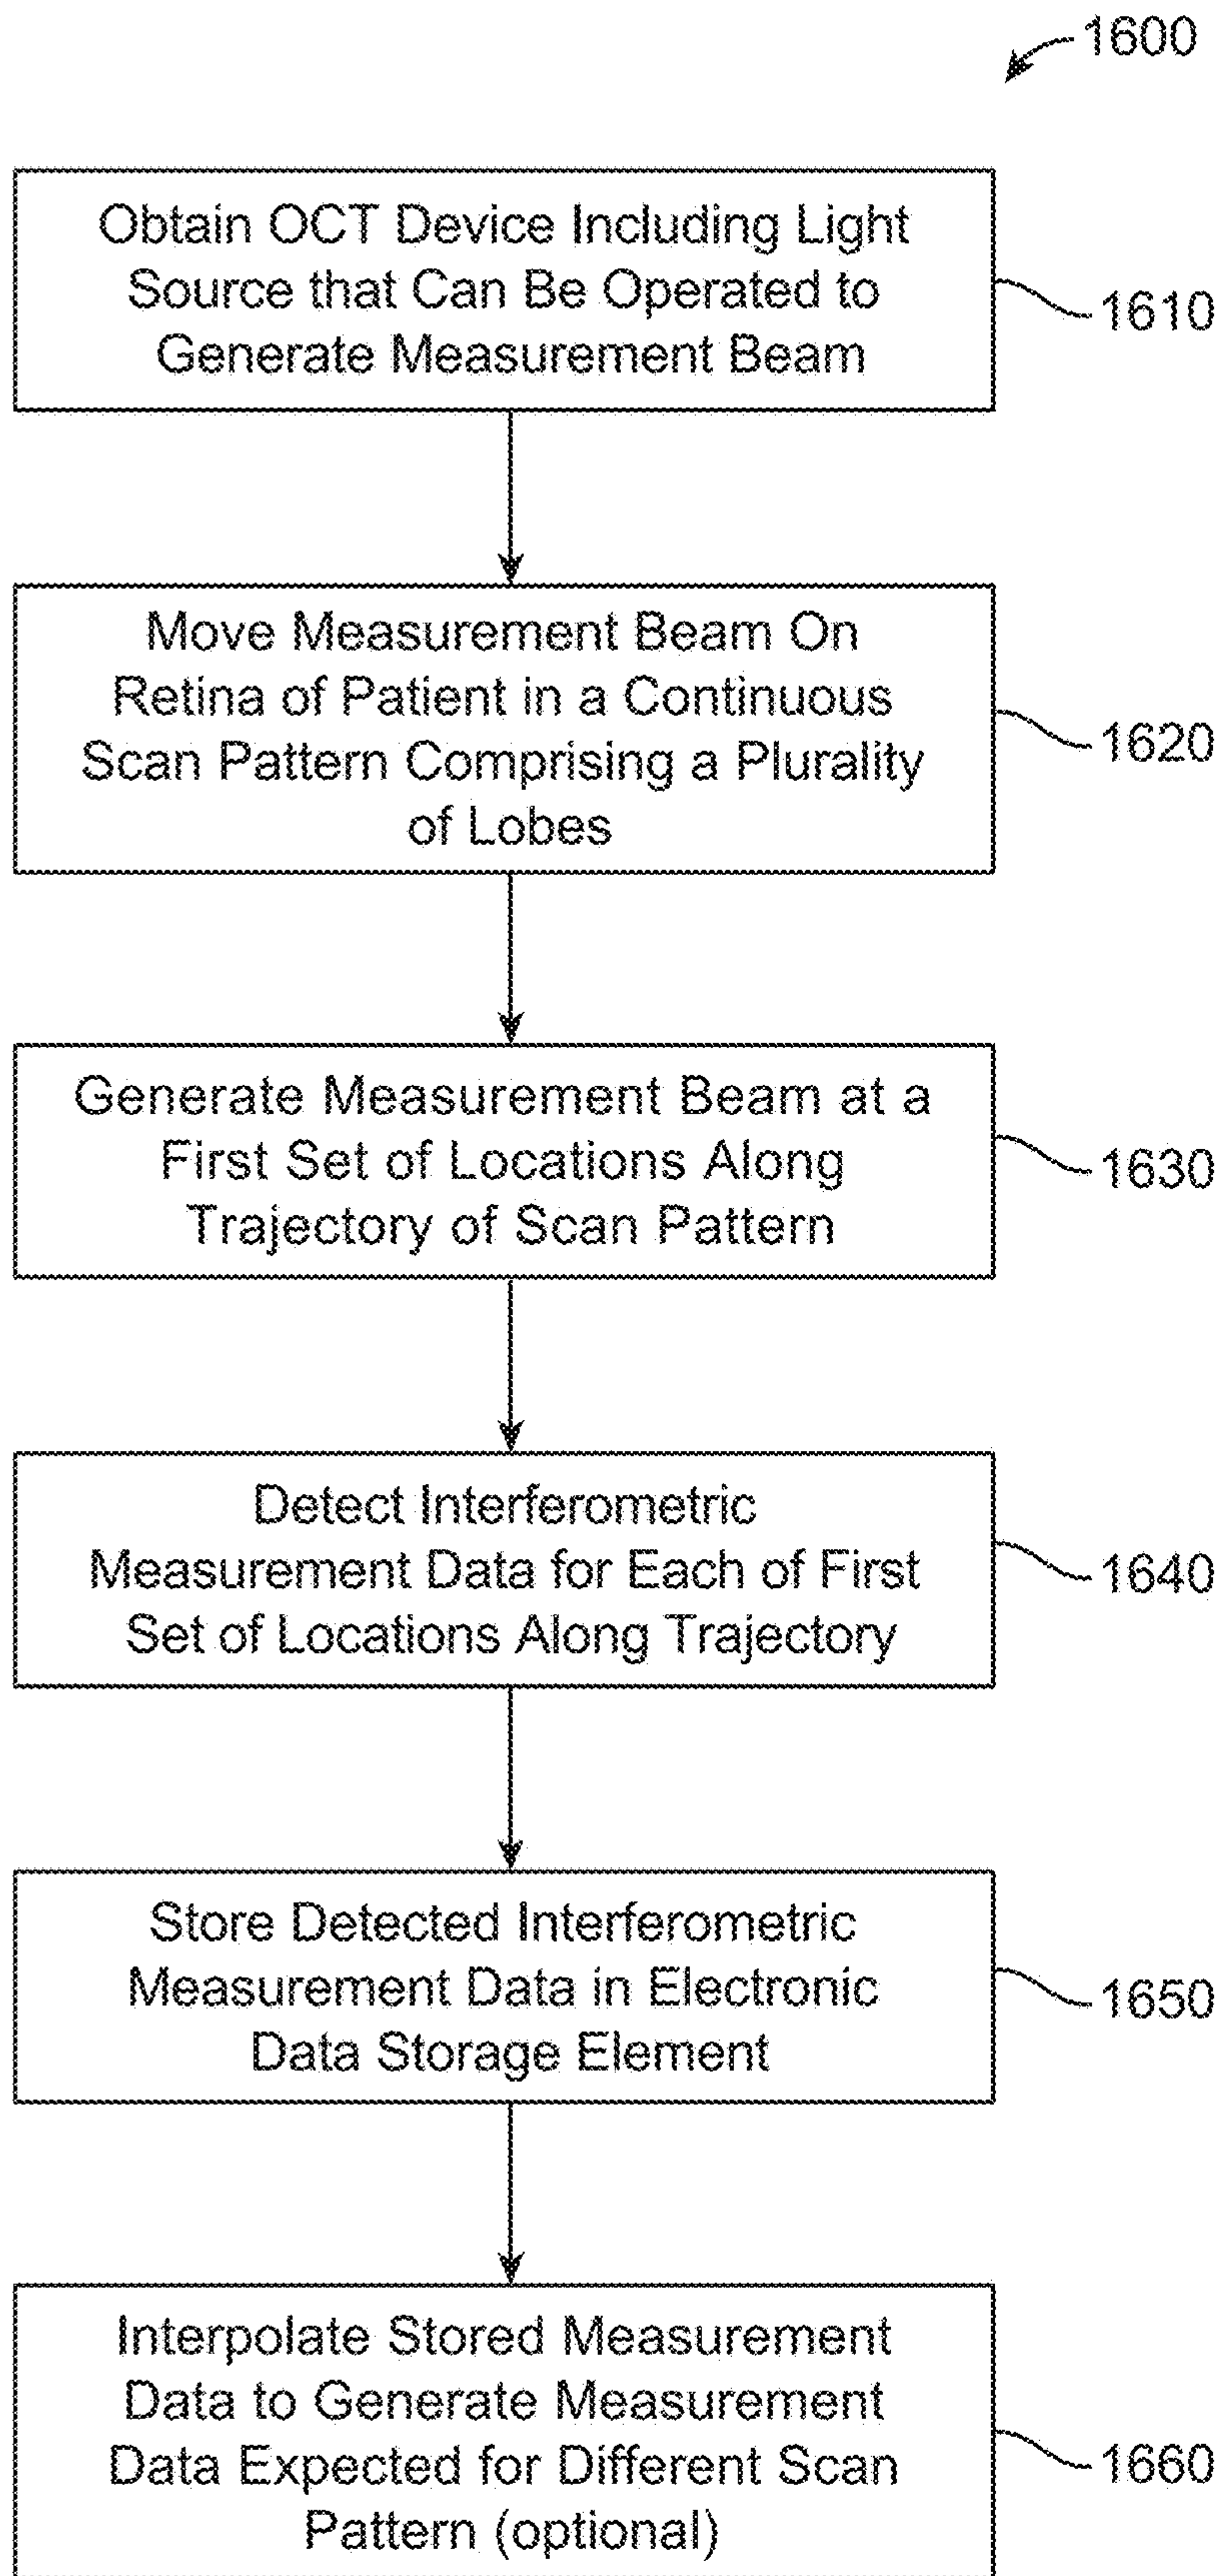 1600
Obtain OCT Device Including Light
Source that Can Be Operated to
Generate Measurement Beam
1610
Move Measurement Beam On
Retina of Patient in a Continuous
Scan Pattern Comprising a Plurality
of Lobes
1620
Generate Measurement Beam at a
First Set of Locations Along
Trajectory of Scan Pattern
1630
Detect Interferometric
Measurement Data for Each of First
Set of Locations Along Trajectory
1640
Store Detected Interferometric
Measurement Data in Electronic
Data Storage Element
1650
Interpolate Stored Measurement
Data to Generate Measurement
Data Expected for Different Scan
Pattern (optional)
1660